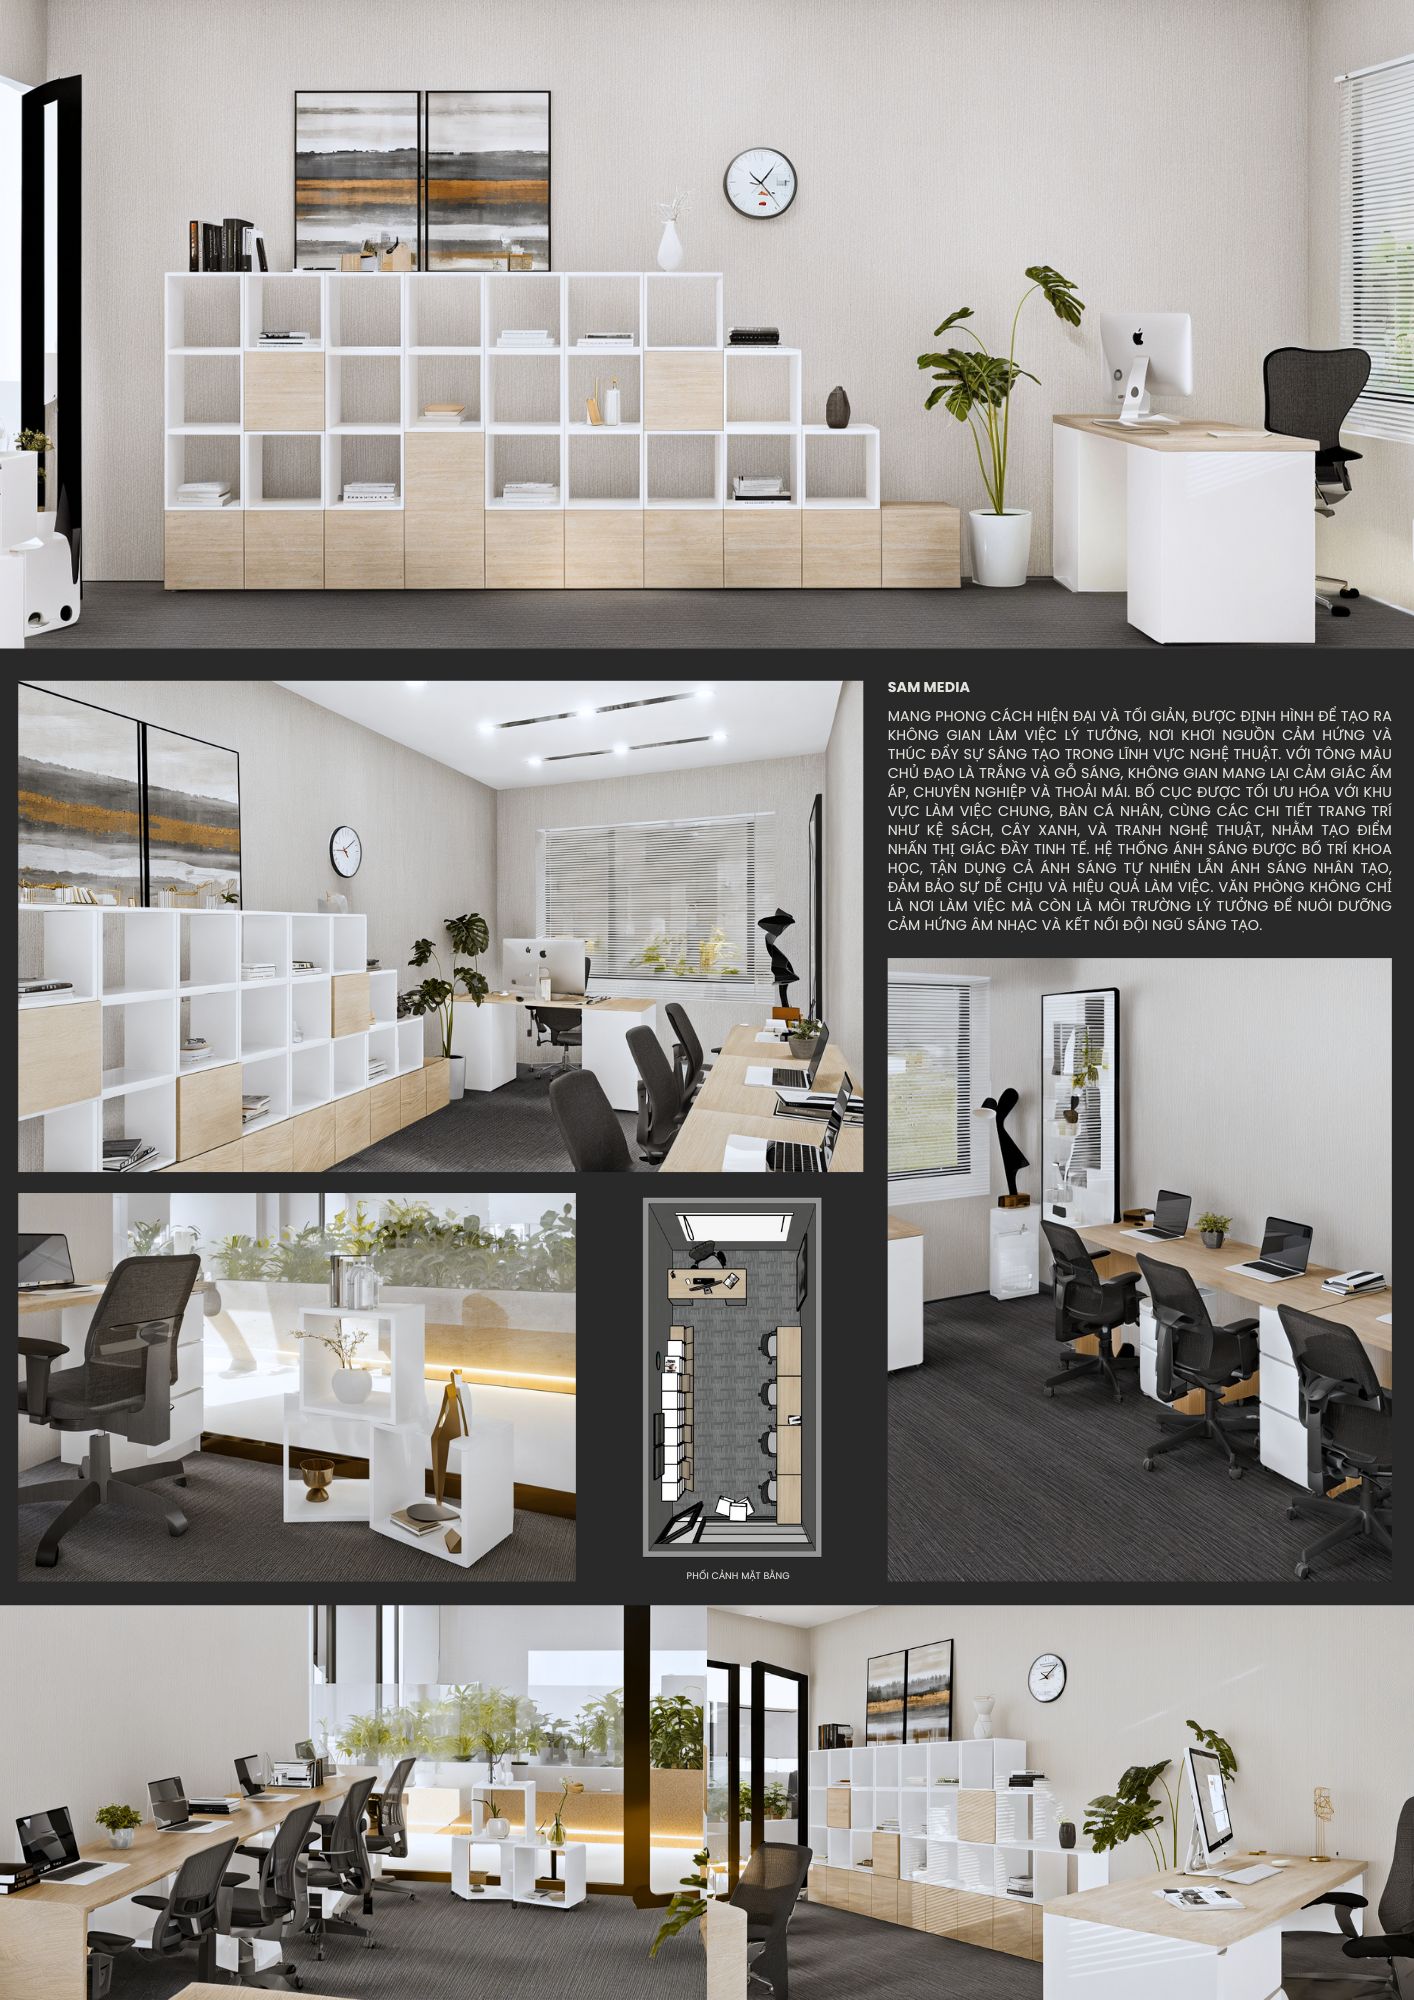 SAM MEDIA
MANG PHONG CÁCH HIỆN ĐẠI VÀ TỐI GIẢN, ĐƯỢC ĐỊNH HÌNH ĐỂ TẠO RA
KHÔNG GIAN LÀM VIỆC LÝ TƯỞNG, NƠI KHƠI NGUỒN CẢM HỨNG VÀ
THÚC ĐẨY SỰ SÁNG TẠO TRONG LĨNH VỰC NGHỆ THUẬT. VỚI TÔNG MÀU
CHỦ ĐẠO LÀ TRẮNG VÀ GỖ SÁNG, KHÔNG GIAN MANG LẠI CẢM GIÁC ẤM
ÁP, CHUYÊN NGHIỆP VÀ THOẢI MÁI. BỐ CỤC ĐƯỢC TỐI ƯU HÓA VỚI KHU
VỰC LÀM VIỆC CHUNG, BÀN CÁ NHÂN, CÙNG CÁC CHI TIẾT TRANG TRÍ
NHƯ KỆ SÁCH, CÂY XANH, VÀ TRANH NGHỆ THUẬT, NHẰM TẠO ĐIỂM
NHẤN THỊ GIÁC ĐẦY TINH TẾ. HỆ THỐNG ÁNH SÁNG ĐƯỢC BỐ TRÍ KHOA
HỌC, TẬN DỤNG CẢ ÁNH SÁNG TỰ NHIÊN LẪN ÁNH SÁNG NHÂN TẠO,
ĐẢM BẢO SỰ DỄ CHỊU VÀ HIỆU QUẢ LÀM VIỆC. VĂN PHÒNG KHÔNG CHỈ
LÀ NƠI LÀM VIỆC MÀ CÒN LÀ MÔI TRƯỜNG LÝ TƯỞNG ĐỂ NUÔI DƯỠNG
CẢM HỨNG ÂM NHẠC VÀ KẾT NỐI ĐỘI NGŨ SÁNG TẠO.
PHỐI CẢNH MẶT BẰNG